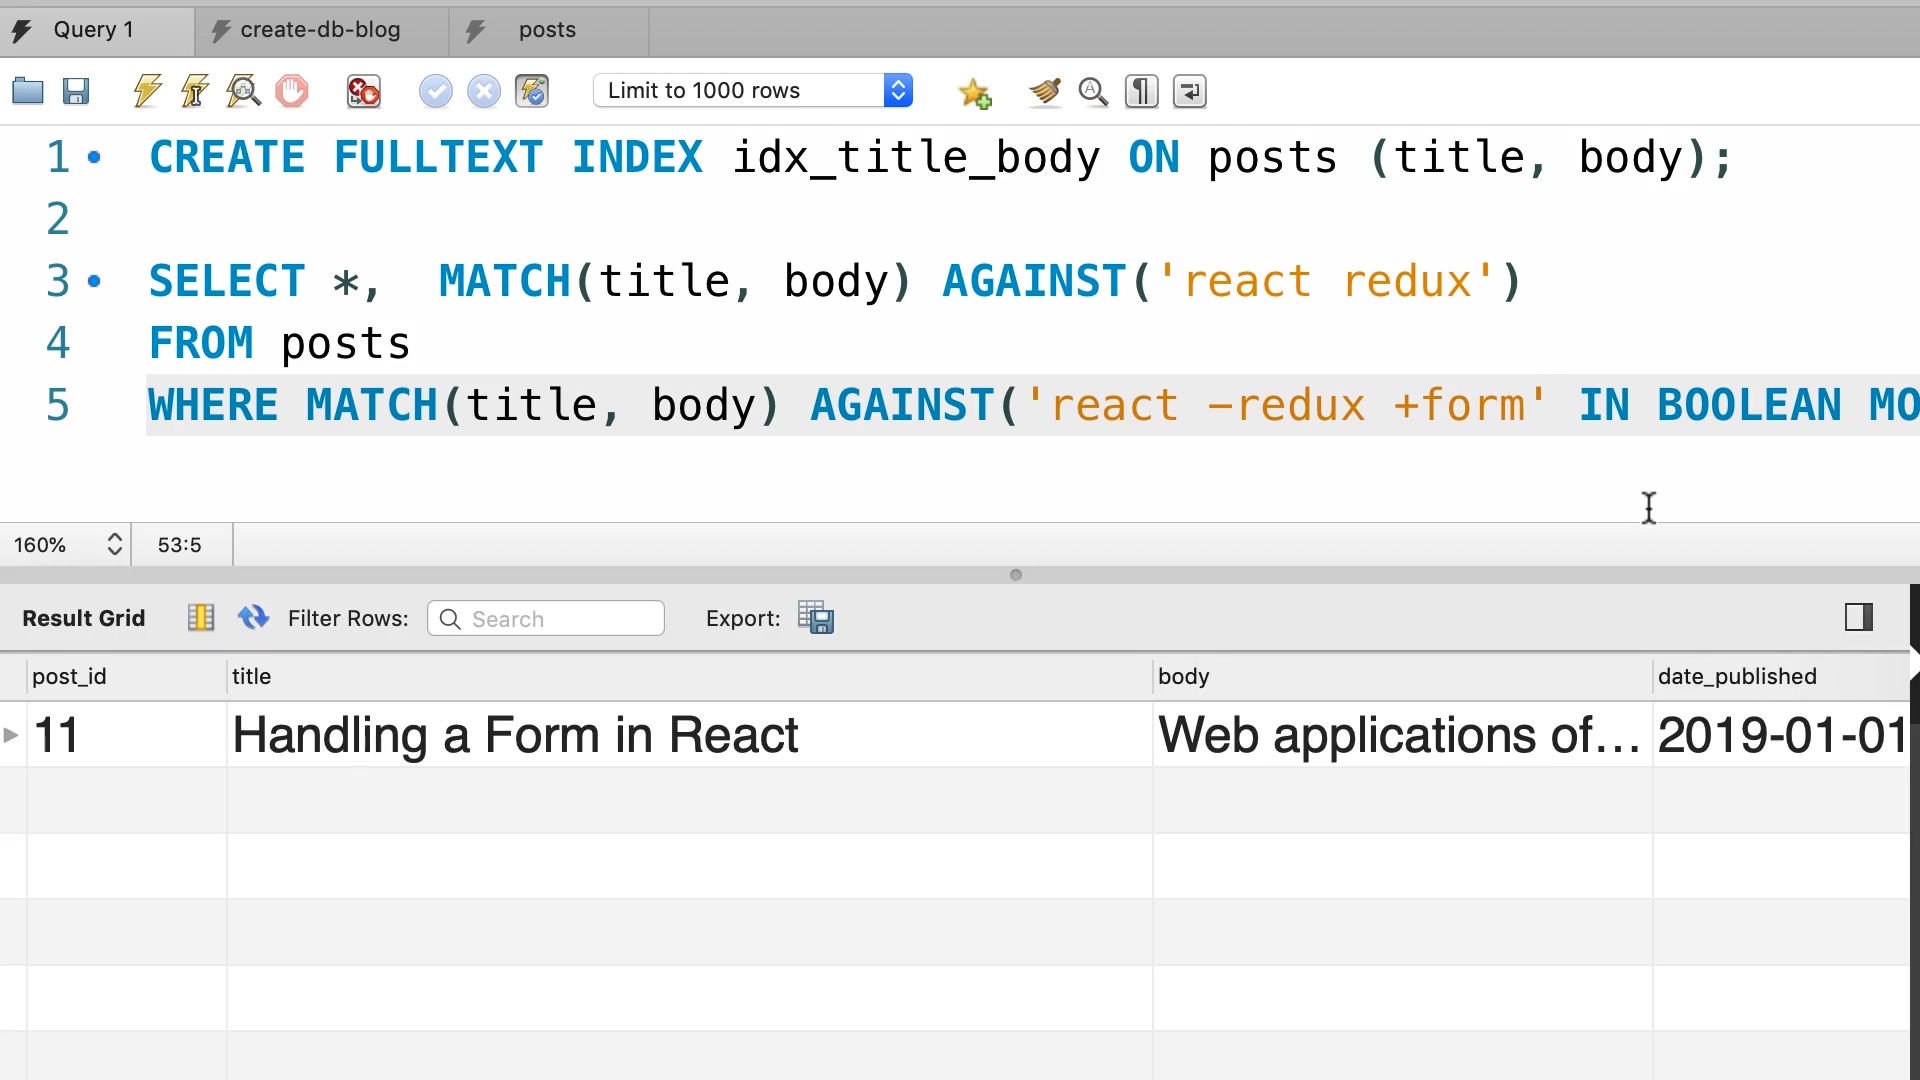 Query 1 create-db-blog posts
Limit to 1000 rows
1 CREATE FULLTEXT INDEX idx_title_body ON posts (title, body);
2
3 SELECT *,  MATCH(title, body) AGAINST('react redux')
4 FROM posts
5 WHERE MATCH(title, body) AGAINST('react -redux +form' IN BOOLEAN MO
160% 53:5
Result Grid Filter Rows: Search Export:
post_id title body date_published
11 Handling a Form in React Web applications of... 2019-01-01